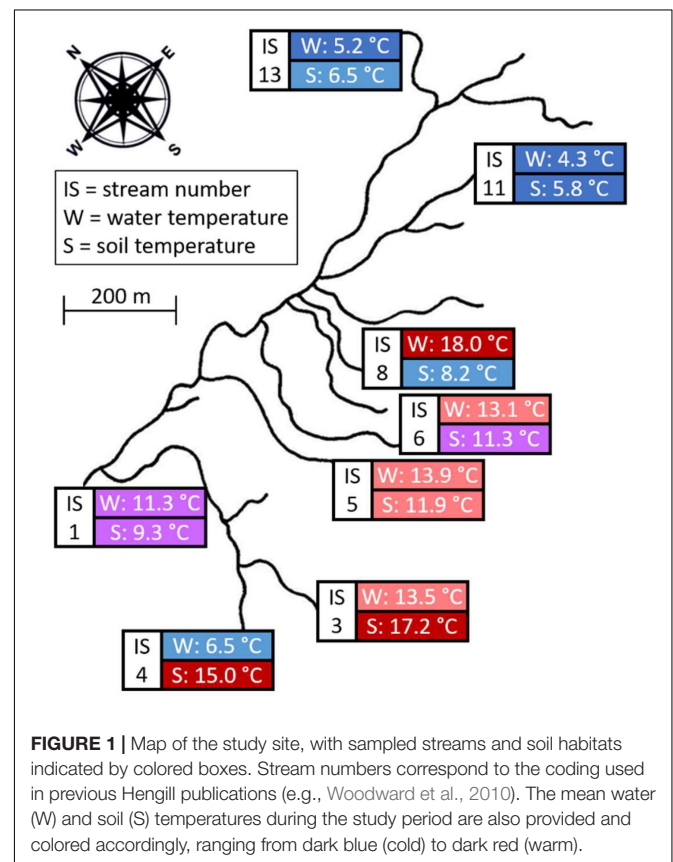 N
E
W
S
IS
13
W: 5.2 °C
S: 6.5 °C
IS
11
W: 4.3 °C
S: 5.8 °C
IS = stream number
W = water temperature
S = soil temperature
200 m
IS
8
W: 18.0 °C
S: 8.2 °C
IS
6
W: 13.1 °C
S: 11.3 °C
IS
5
W: 13.9 °C
S: 11.9 °C
IS
1
W: 11.3 °C
S: 9.3 °C
IS
3
W: 13.5 °C
S: 17.2 °C
IS
4
W: 6.5 °C
S: 15.0 °C
FIGURE 1 | Map of the study site, with sampled streams and soil habitats
indicated by colored boxes. Stream numbers correspond to the coding used
in previous Hengill publications (e.g., Woodward et al., 2010). The mean water
(W) and soil (S) temperatures during the study period are also provided and
colored accordingly, ranging from dark blue (cold) to dark red (warm).